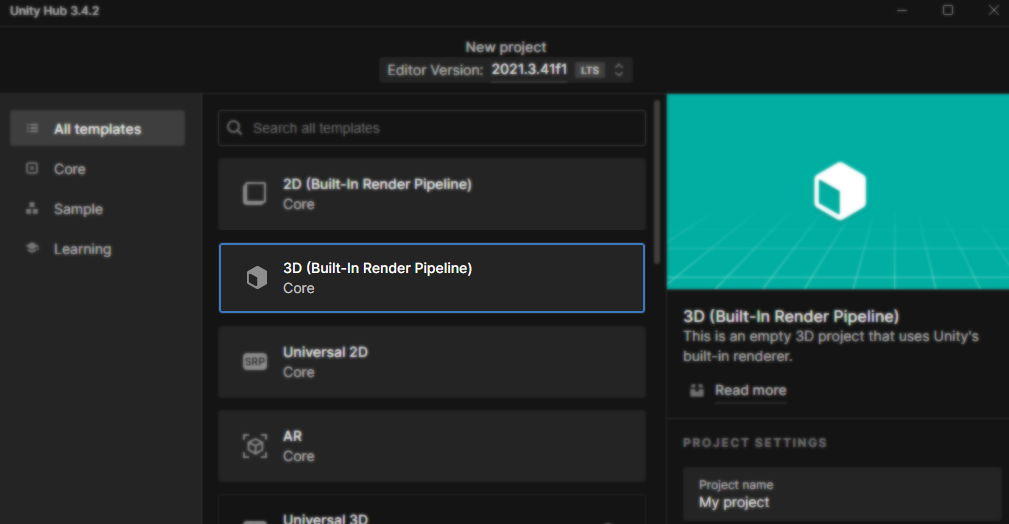 Unity Hub 3.4.2
New project
Editor Version: 2021.3.41f1 LTS
All templates
Core
Sample
Learning
Search all templates
2D (Built-In Render Pipeline)
Core
3D (Built-In Render Pipeline)
Core
SRP
Universal 2D
Core
AR
Core
Universal 3D
3D (Built-In Render Pipeline)
This is an empty 3D project that uses Unity's
built-in renderer.
Read more
PROJECT SETTINGS
Project name
My project